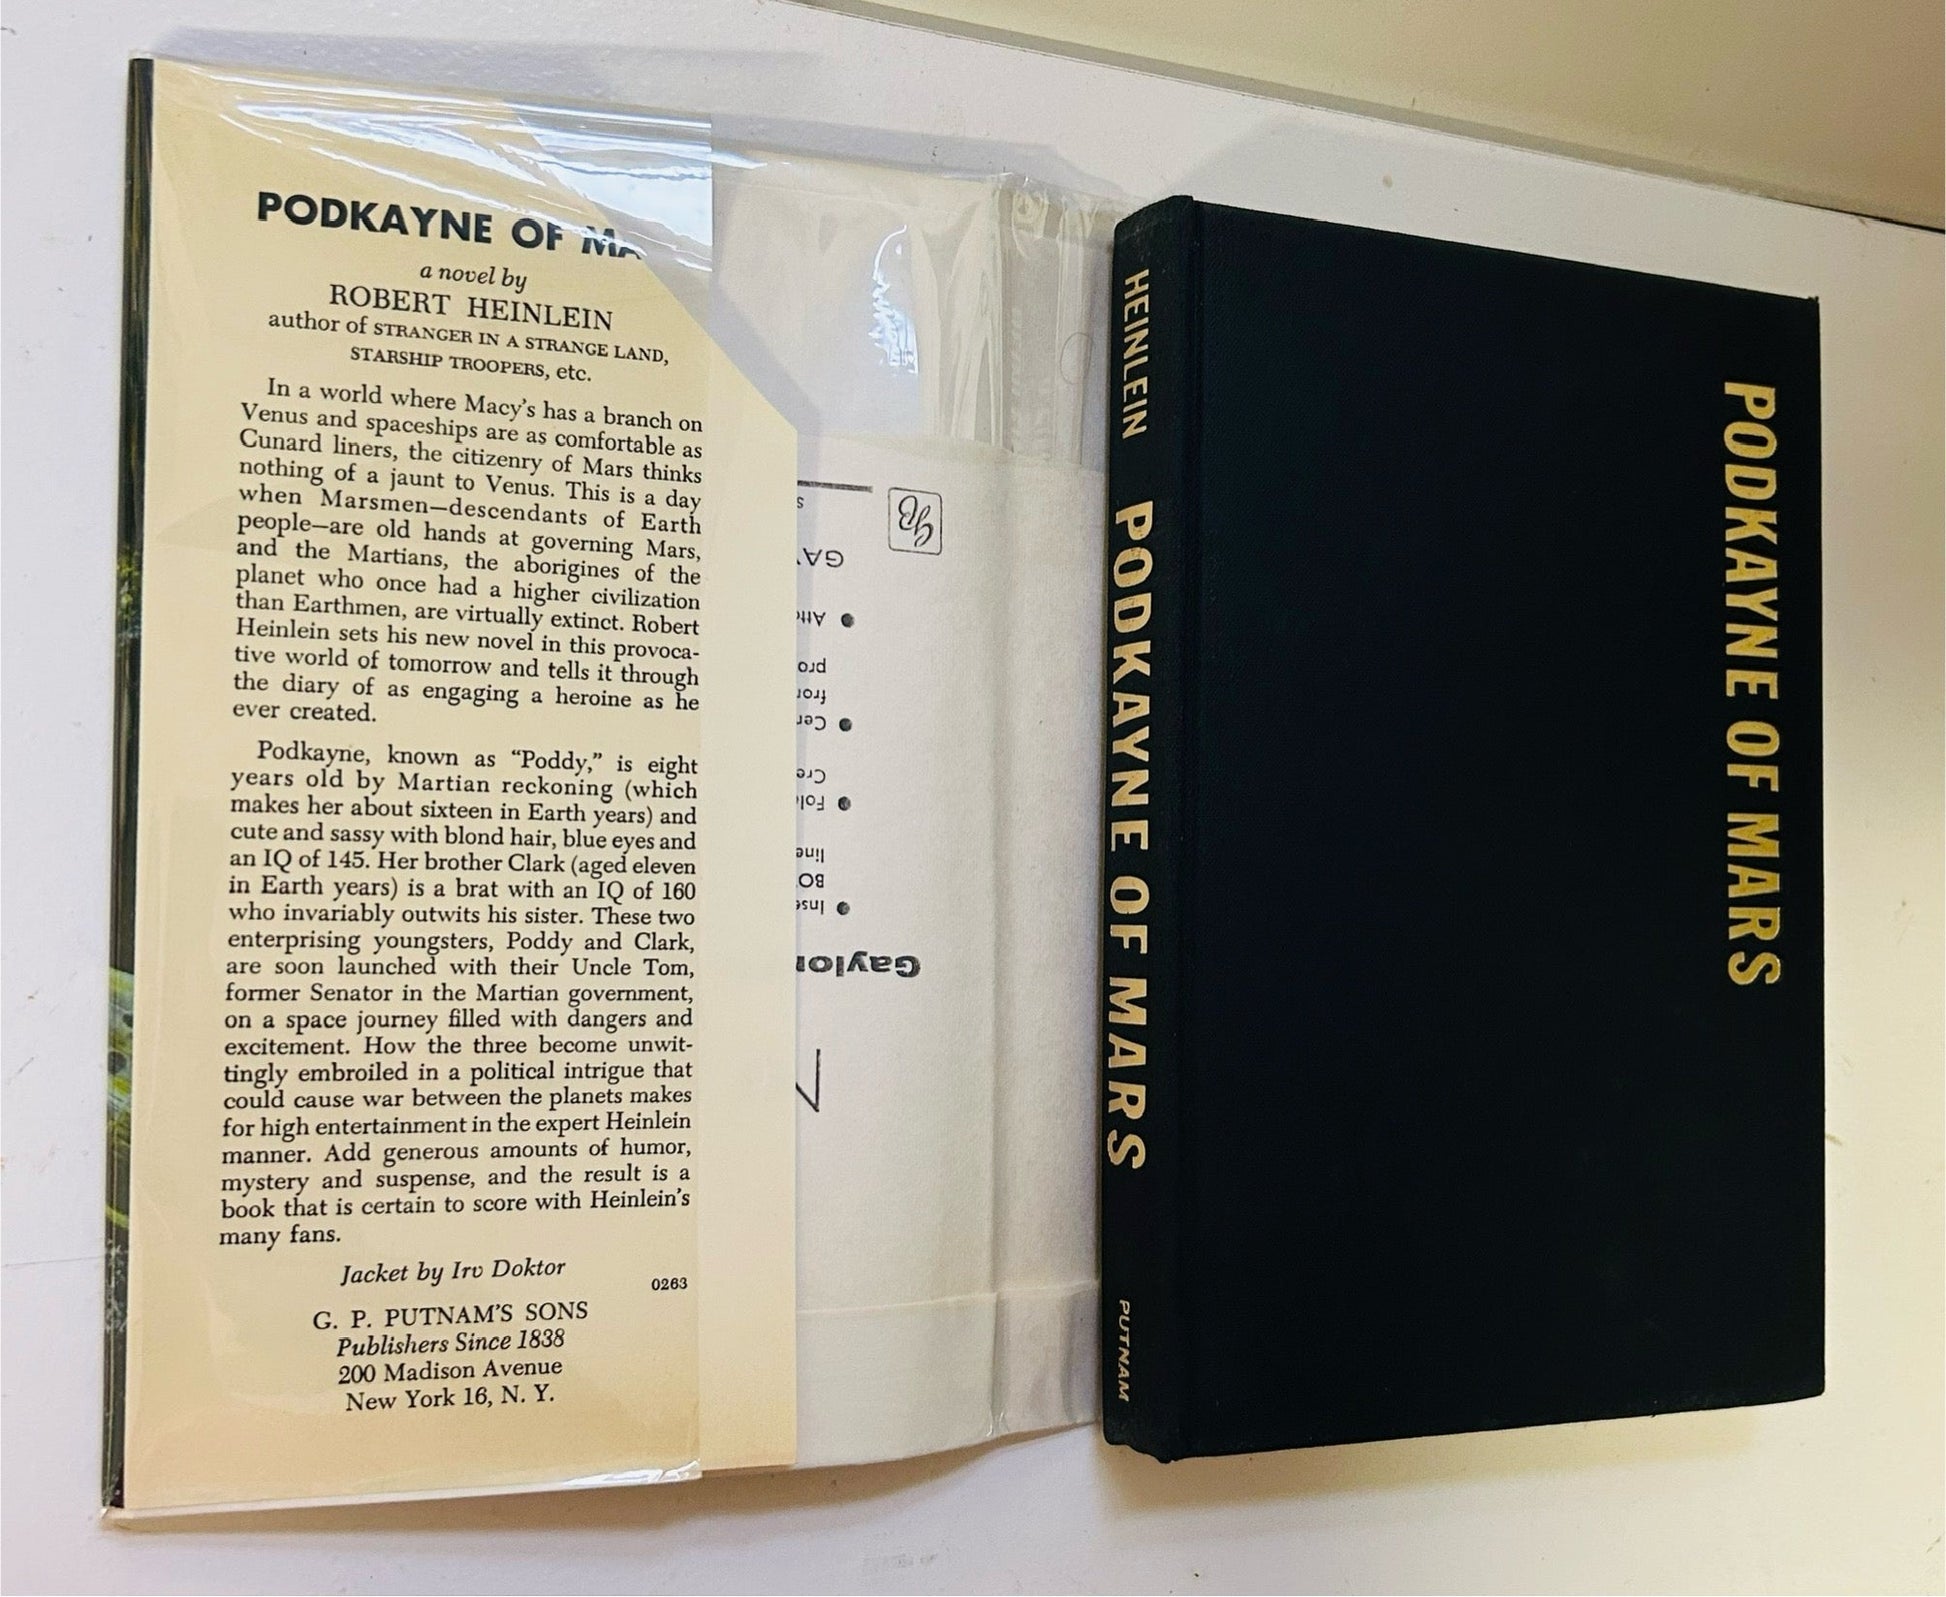 PODKAYNE OF MA
a novel by
ROBERT HEINLEIN
author of STRANGER IN A STRANGE LAND,
STARSHIP TROOPERS, etc.
In a world where Macy's has a branch on
Venus and spaceships are as comfortable as
Cunard liners, the citizenry of Mars thinks
nothing of a jaunt to Venus. This is a day
when Marsmen—descendants of Earth
people—are old hands at governing Mars,
and the Martians, the aborigines of the
planet who once had a higher civilization
than Earthmen, are virtually extinct. Robert
Heinlein sets his new novel in this provoca-
tive world of tomorrow and tells it through
the diary of as engaging a heroine as he
ever created.
Podkayne, known as “Poddy,” is eight
years old by Martian reckoning (which
makes her about sixteen in Earth years) and
cute and sassy with blond hair, blue eyes and
an IQ of 145. Her brother Clark (aged eleven
in Earth years) is a brat with an IQ of 160
who invariably outwits his sister. These two
enterprising youngsters, Poddy and Clark,
are soon launched with their Uncle Tom,
former Senator in the Martian government,
on a space journey filled with dangers and
excitement. How the three become unwit-
tingly embroiled in a political intrigue that
could cause war between the planets makes
for high entertainment in the expert Heinlein
manner. Add generous amounts of humor,
mystery and suspense, and the result is a
book that is certain to score with Heinlein's
many fans.
Jacket by Irv Doktor
0263
G. P. PUTNAM'S SONS
Publishers Since 1838
200 Madison Avenue
New York 16, N. Y.
Gaylor
● Inse
BO
line
● Fol
Cre
● Cer
fror
pro
● Atta
GA
s
GB
HEINLEIN PODKAYNE OF MARS PUTNAM
PODKAYNE OF MARS